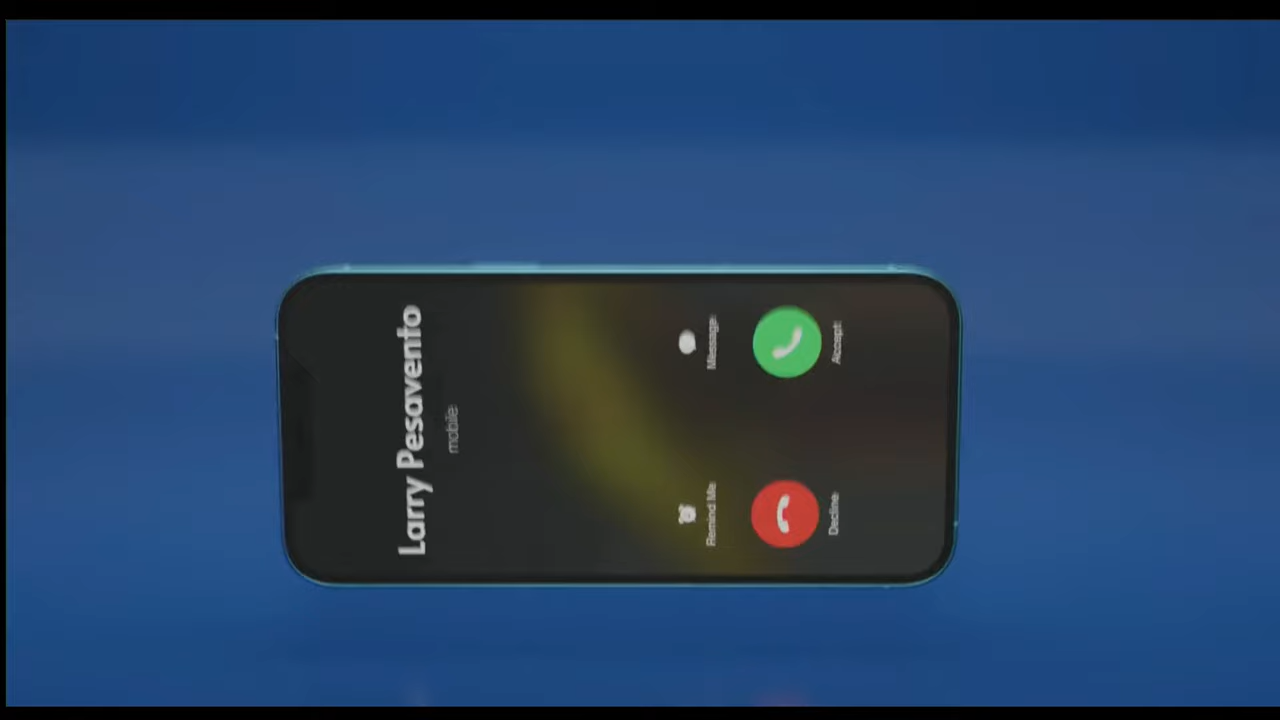 Larry Pesavento
mobile
Remind Me
Message
Decline
Accept